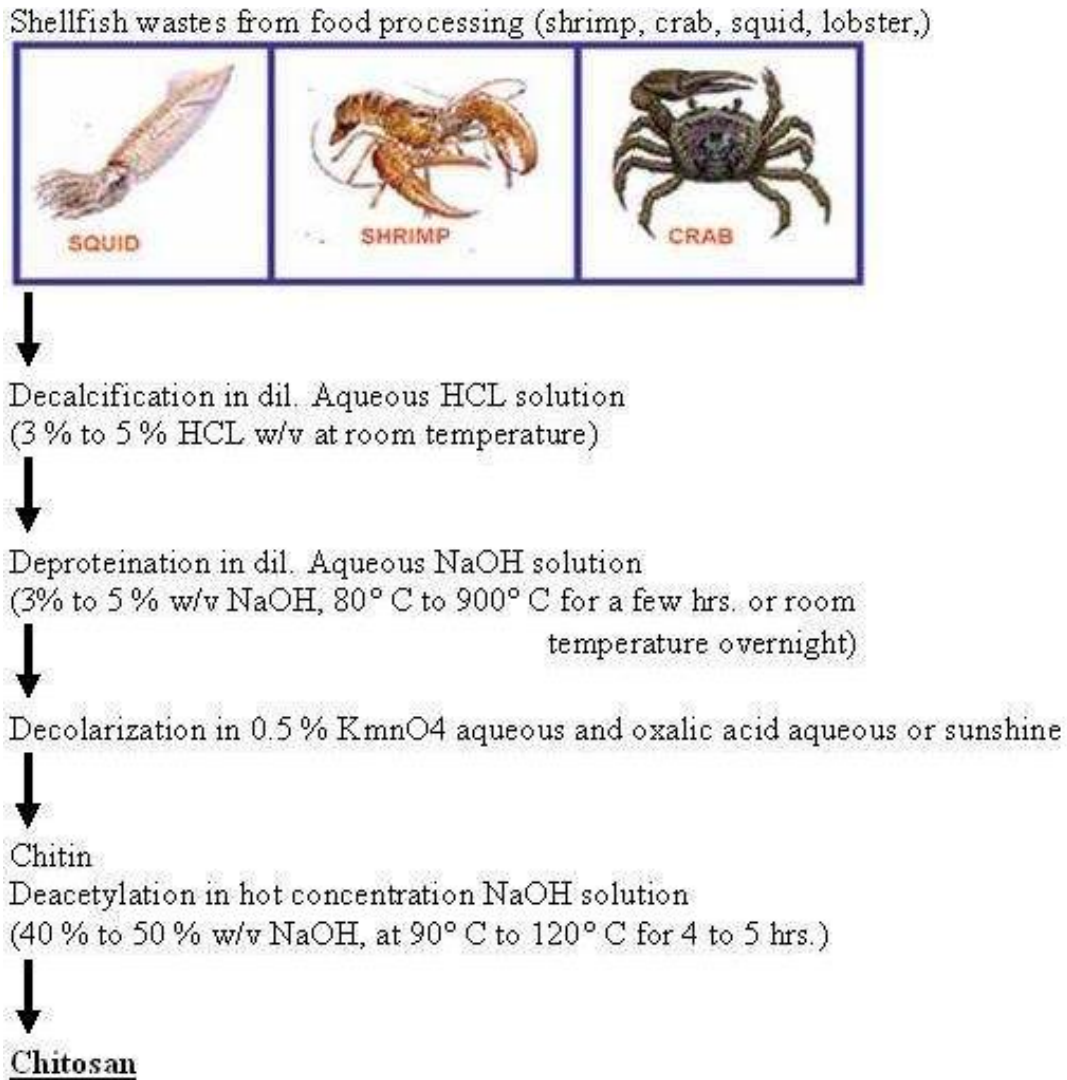 Shellfish wastes from food processing (shrimp, crab, squid, lobster,)
SQUID
SHRIMP
CRAB
Decalcification in dil. Aqueous HCL solution
(3 % to 5 % HCL w/v at room temperature)
Deproteination in dil. Aqueous NaOH solution
(3% to 5 % w/v NaOH, 80° C to 900° C for a few hrs. or room
temperature overnight)
Decolarization in 0.5 % KmnO4 aqueous and oxalic acid aqueous or sunshine
Chitin
Deacetylation in hot concentration NaOH solution
(40 % to 50 % w/v NaOH, at 90° C to 120° C for 4 to 5 hrs.)
Chitosan